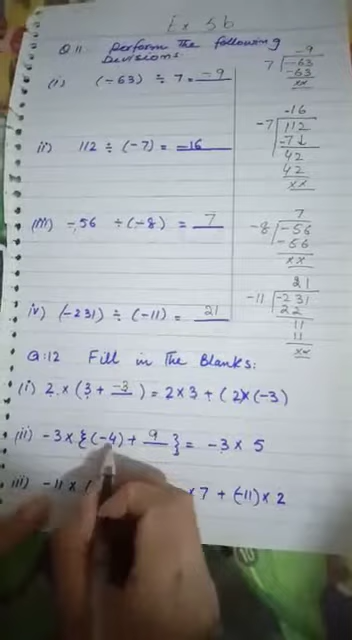 Ex 5b
Q 11 Perform The following
Devisions:
(i) (-63) ÷ 7 = -9
ii) 112 ÷ (-7) = -16
(iii) -56 ÷ (-8) = 7
iv) (-231) ÷ (-11) = 21
Q:12 Fill in The Blanks:
(i) 2 × (3 + -3) = 2 × 3 + (2) × (-3)
(ii) -3 × {(-4) + 9} = -3 × 5
iii) -11 × ( × 7 + (-11) × 2
-9
7 -63
-63
xx
-16
-7 112
-7↓
42
42
xx
7
-8 -56
-56
xx
21
-11 -231
22
11
11
xx